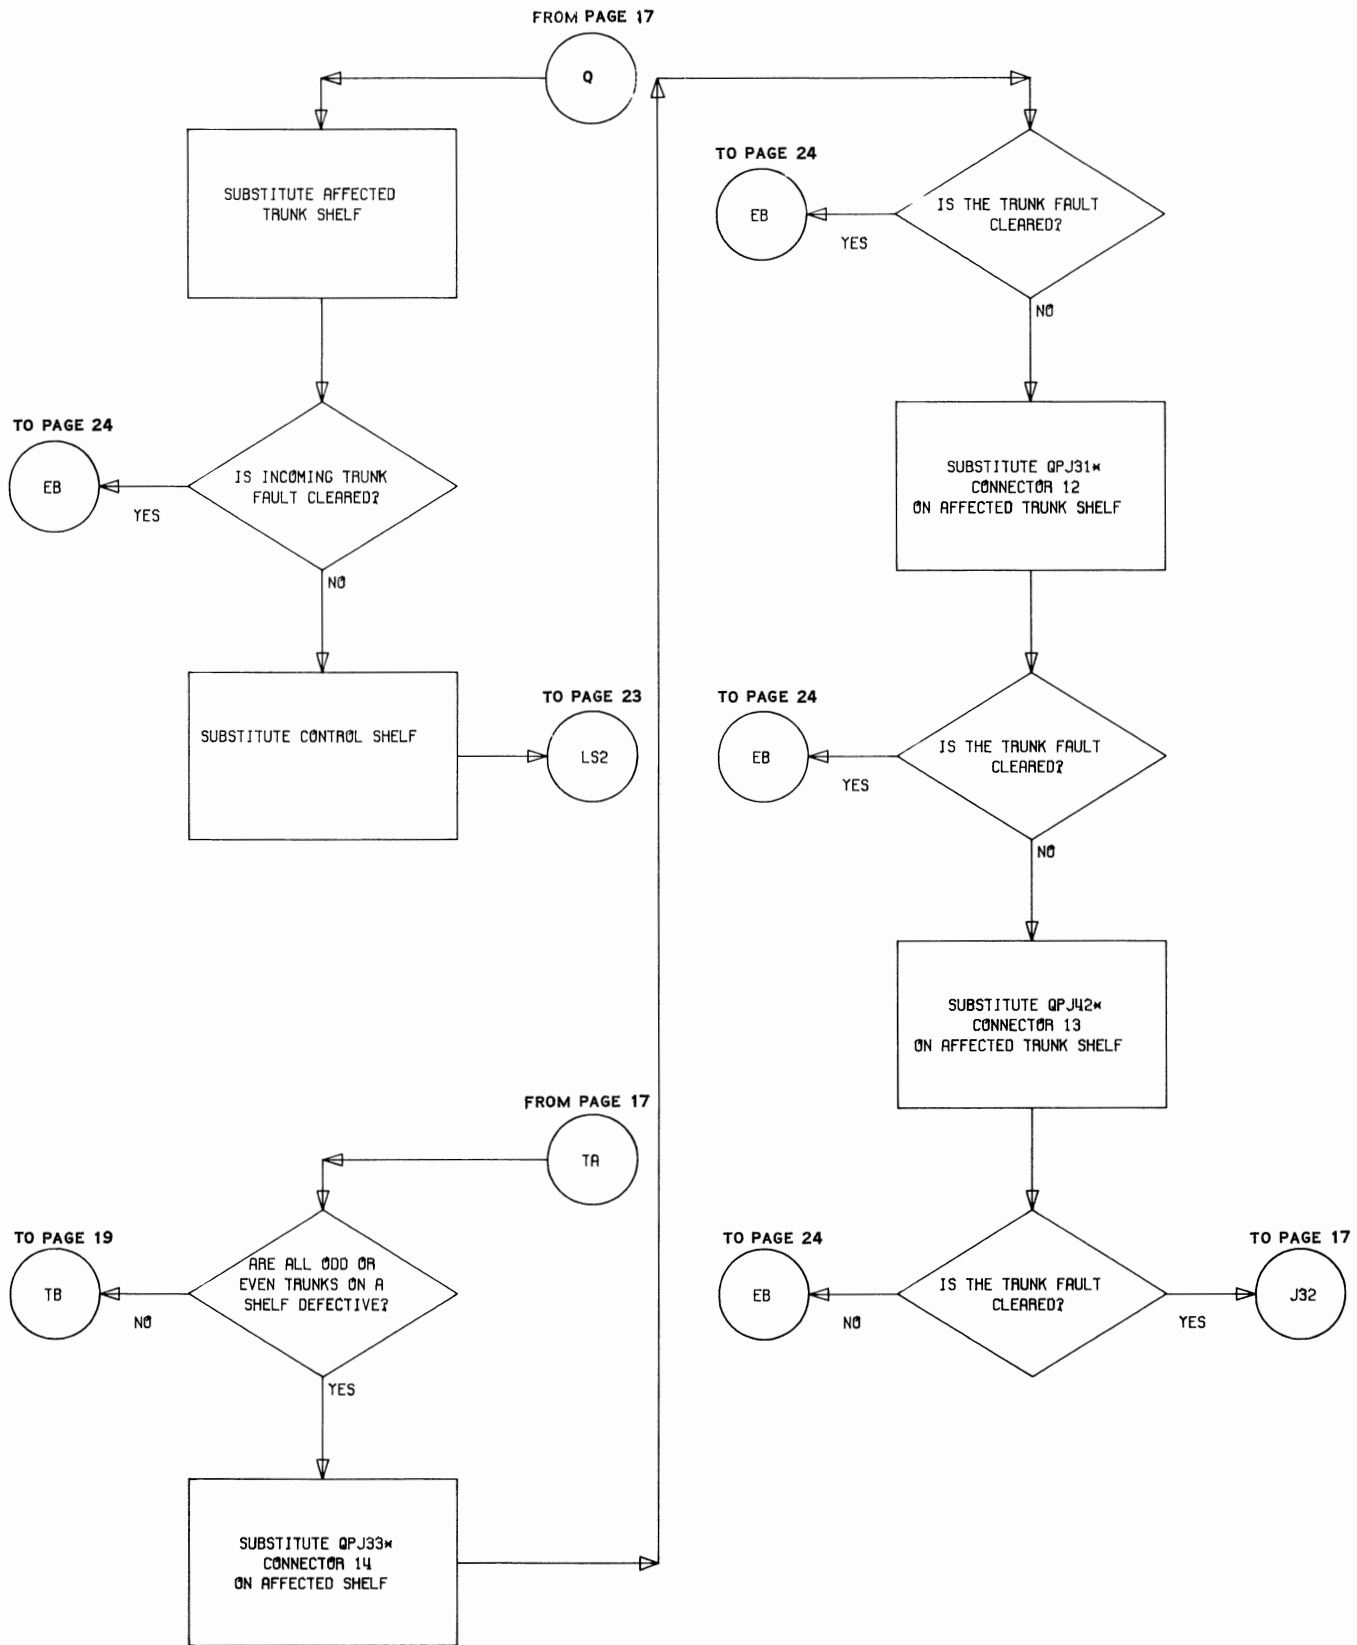 FROM PAGE 17
Q
SUBSTITUTE AFFECTED
TRUNK SHELF
TO PAGE 24
EB
YES
IS INCOMING TRUNK
FAULT CLEARED?
NO
SUBSTITUTE CONTROL SHELF
TO PAGE 23
LS2
FROM PAGE 17
TA
TO PAGE 19
TB
NO
ARE ALL ODD OR
EVEN TRUNKS ON A
SHELF DEFECTIVE?
YES
SUBSTITUTE QPJ33*
CONNECTOR 14
ON AFFECTED SHELF
TO PAGE 24
EB
YES
IS THE TRUNK FAULT
CLEARED?
NO
SUBSTITUTE QPJ31*
CONNECTOR 12
ON AFFECTED TRUNK SHELF
TO PAGE 24
EB
YES
IS THE TRUNK FAULT
CLEARED?
NO
SUBSTITUTE QPJ42*
CONNECTOR 13
ON AFFECTED TRUNK SHELF
TO PAGE 24
EB
NO
IS THE TRUNK FAULT
CLEARED?
YES
TO PAGE 17
J32